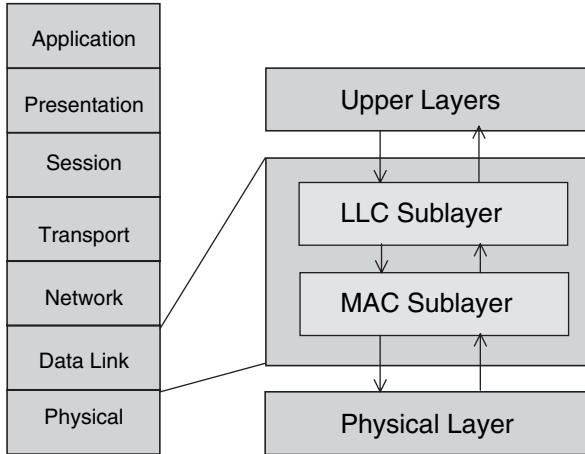 Application
Presentation
Session
Transport
Network
Data Link
Physical
Upper Layers
LLC Sublayer
MAC Sublayer
Physical Layer